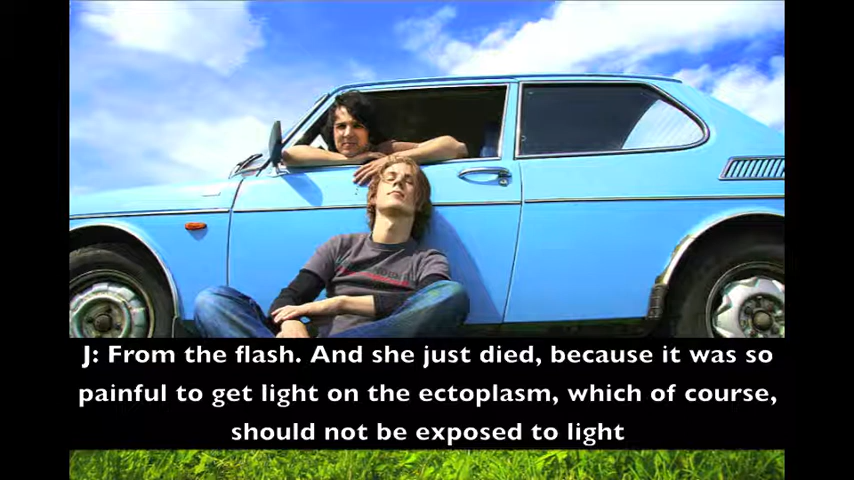 J: From the flash. And she just died, because it was so
painful to get light on the ectoplasm, which of course,
should not be exposed to light